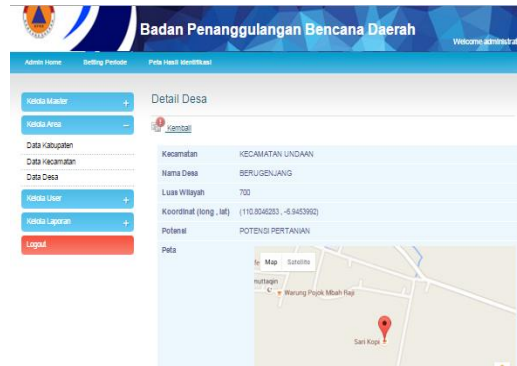 Badan Penanggulangan Bencana Daerah
Welcome administrat
Admin Home Setting Periode Peta Hasil Identifikasi
Kelola Master +
Kelola Area −
Data Kabupaten
Data Kecamatan
Data Desa
Kelola User +
Kelola Laporan +
Logout
Detail Desa
Kembali
Kecamatan KECAMATAN UNDAAN
Nama Desa BERUGENJANG
Luas Wilayah 700
Koordinat (long , lat) (110.8046283 , -6.9453992)
Potensi POTENSI PERTANIAN
Peta
Map Satellite
muttaqin
Warung Pojok Mbah Raji
Sari Kopi